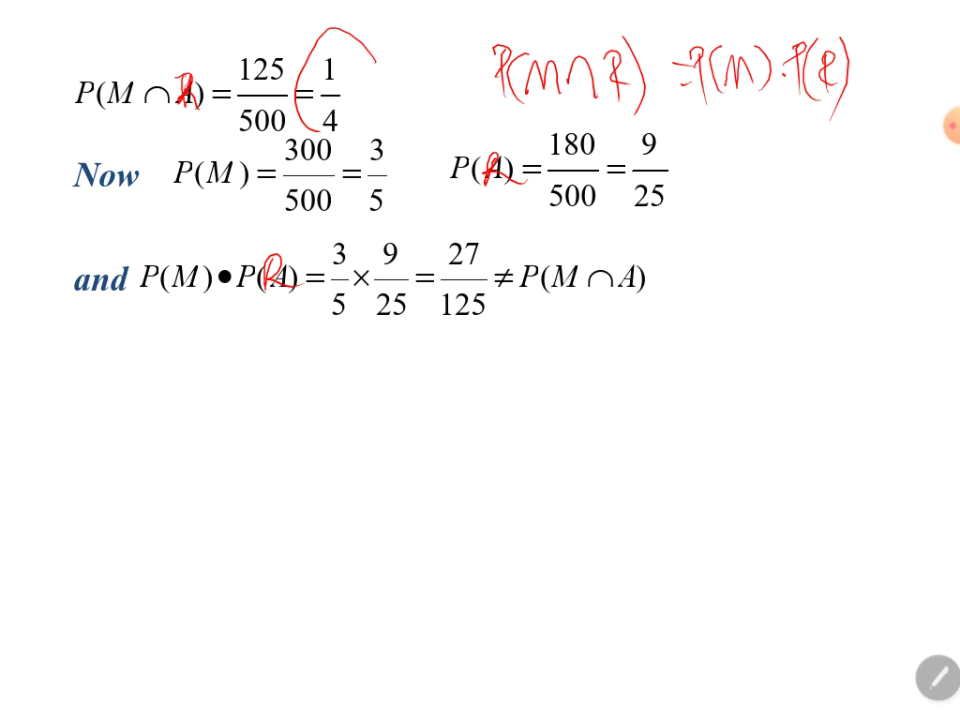 P(M ∩ R) = 125/500 = 1/4
P(M ∩ R) = P(M) · P(R)
Now P(M) = 300/500 = 3/5
P(R) = 180/500 = 9/25
and P(M) • P(R) = 3/5 × 9/25 = 27/125 ≠ P(M ∩ A)